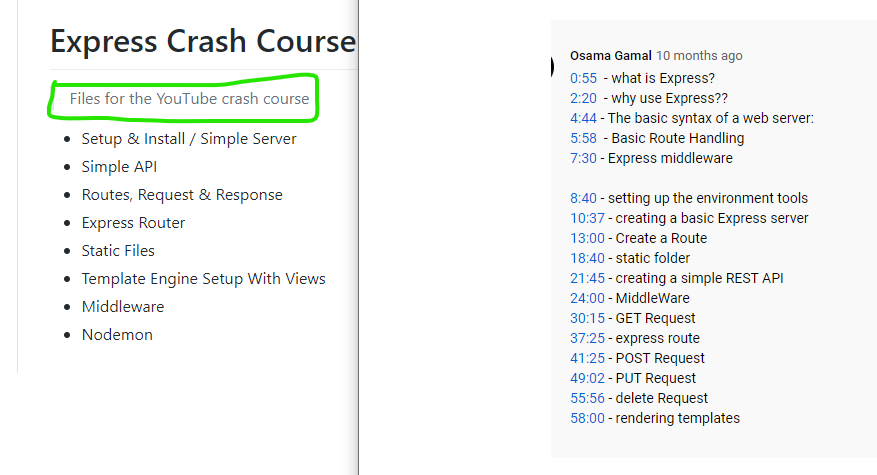 Express Crash Course
Files for the YouTube crash course
Setup & Install / Simple Server
Simple API
Routes, Request & Response
Express Router
Static Files
Template Engine Setup With Views
Middleware
Nodemon
Osama Gamal 10 months ago
0:55 - what is Express?
2:20 - why use Express??
4:44 - The basic syntax of a web server:
5:58 - Basic Route Handling
7:30 - Express middleware
8:40 - setting up the environment tools
10:37 - creating a basic Express server
13:00 - Create a Route
18:40 - static folder
21:45 - creating a simple REST API
24:00 - MiddleWare
30:15 - GET Request
37:25 - express route
41:25 - POST Request
49:02 - PUT Request
55:56 - delete Request
58:00 - rendering templates